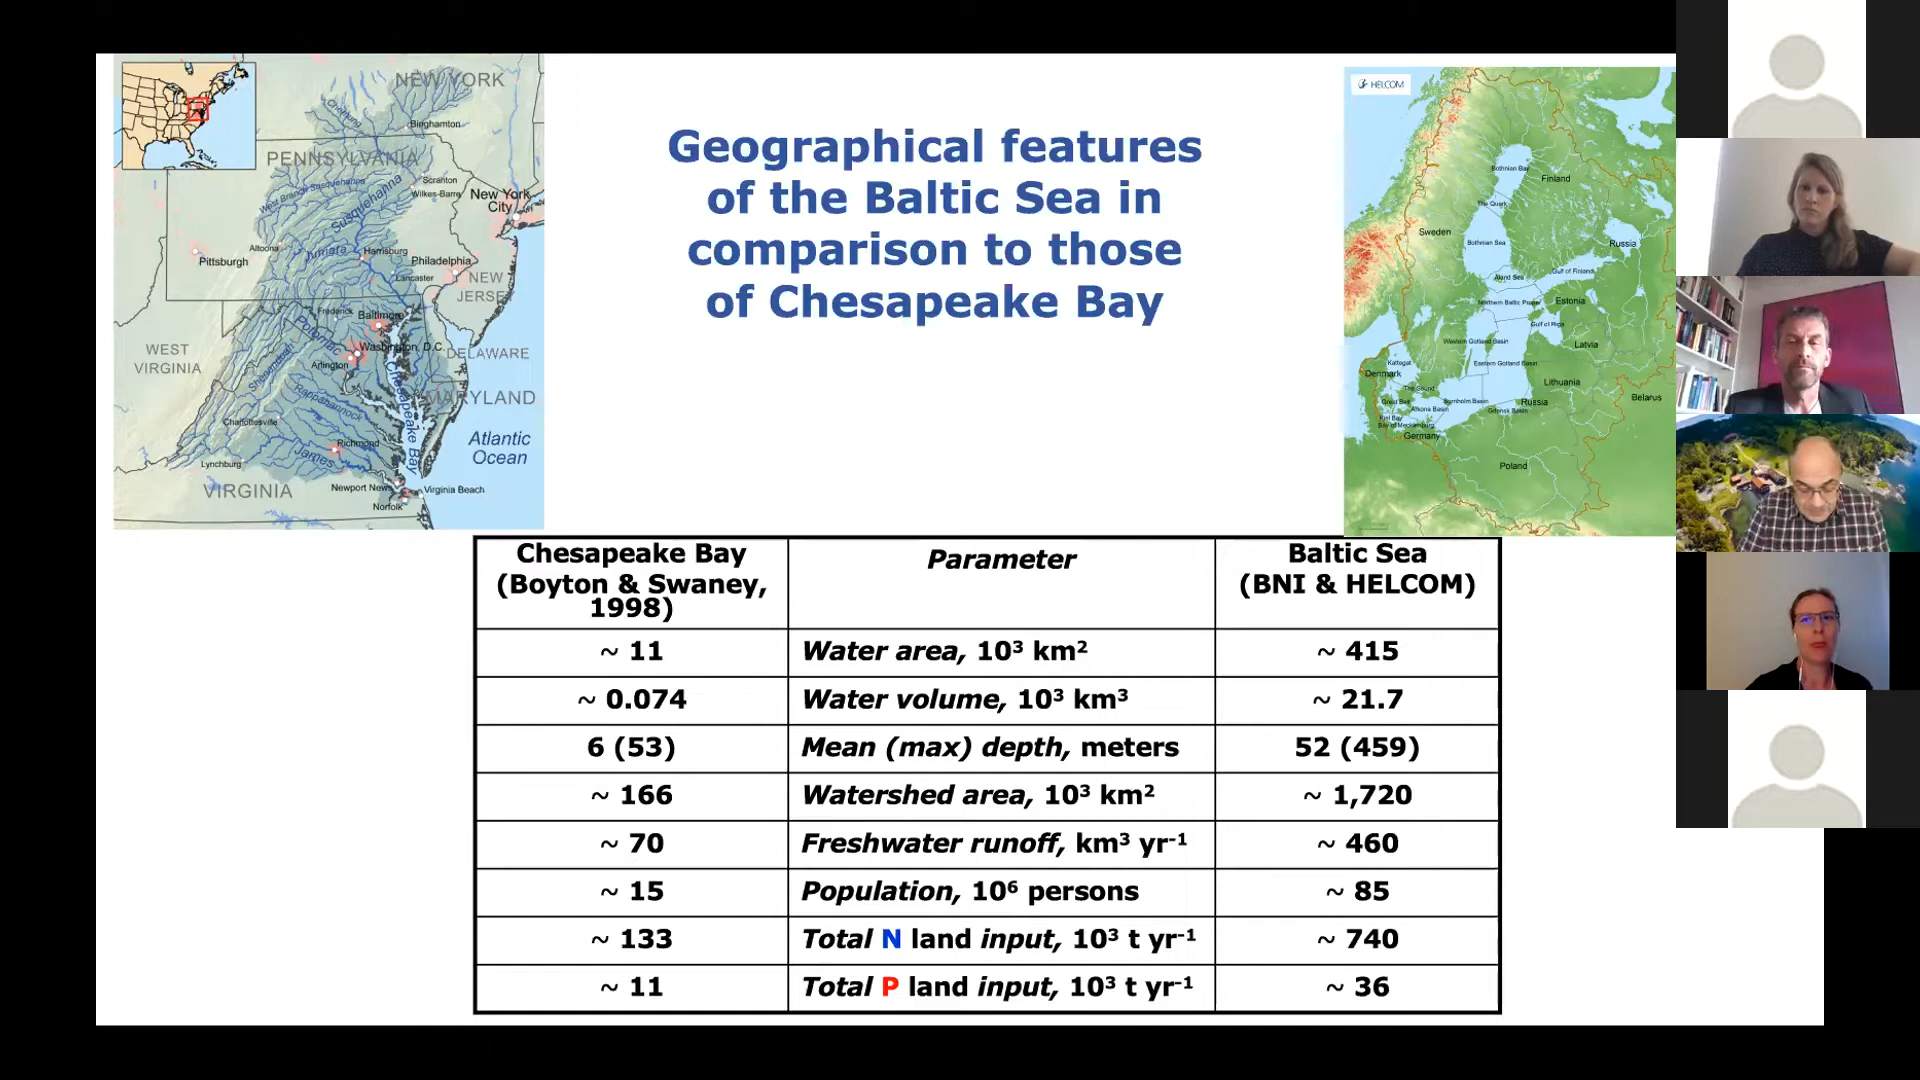 Geographical features
of the Baltic Sea in
comparison to those
of Chesapeake Bay
NEW YORK
Chemung
Binghamton
PENNSYLVANIA
West Branch Susquehanna
Scranton
Wilkes-Barre
Susquehanna
New York
City
Altoona
Juniata
Harrisburg
Pittsburgh
Philadelphia
Lancaster
NEW
JERSEY
Frederick
Baltimore
Potomac
Washington, D.C.
WEST
VIRGINIA
Arlington
DELAWARE
Shenandoah
Chesapeake Bay
Rappahannock
MARYLAND
Charlottesville
Richmond
Atlantic
Ocean
James
Lynchburg
VIRGINIA
Newport News
Virginia Beach
Norfolk
HELCOM
Bothnian Bay
Finland
The Quark
Sweden
Bothnian Sea
Russia
Gulf of Finland
Åland Sea
Northern Baltic Proper
Estonia
Gulf of Riga
Western Gotland Basin
Latvia
Kattegat
Eastern Gotland Basin
Denmark
The Sound
Lithuania
Great Belt
Bornholm Basin
Russia
Belarus
Arkona Basin
Gdansk Basin
Kiel Bay
Bay of Mecklenburg
Germany
Poland
Chesapeake Bay
(Boyton & Swaney,
1998)
Parameter
Baltic Sea
(BNI & HELCOM)
~ 11 Water area, 10³ km² ~ 415
~ 0.074 Water volume, 10³ km³ ~ 21.7
6 (53) Mean (max) depth, meters 52 (459)
~ 166 Watershed area, 10³ km² ~ 1,720
~ 70 Freshwater runoff, km³ yr⁻¹ ~ 460
~ 15 Population, 10⁶ persons ~ 85
~ 133 Total N land input, 10³ t yr⁻¹ ~ 740
~ 11 Total P land input, 10³ t yr⁻¹ ~ 36